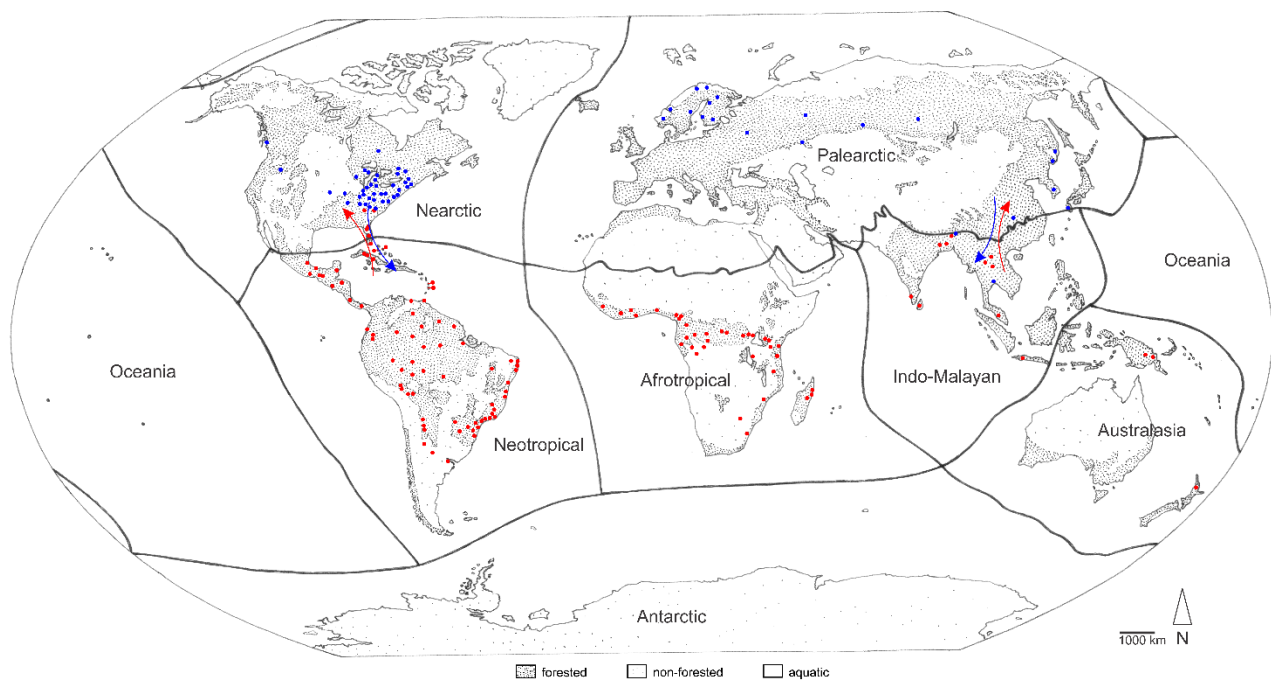 Palearctic
Nearctic
Oceania
Oceania
Afrotropical
Indo-Malayan
Australasia
Neotropical
Antarctic
1000 km
N
forested
non-forested
aquatic